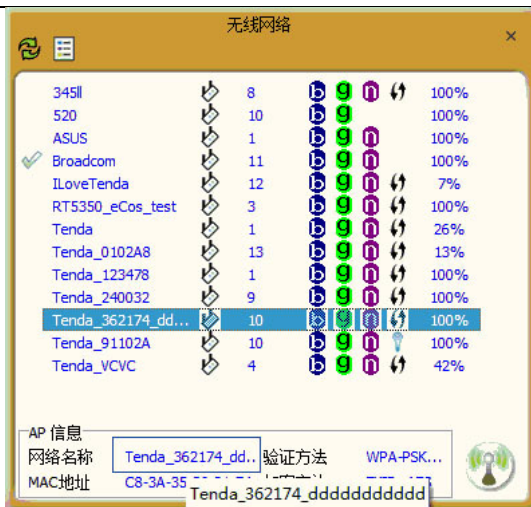 无线网络
345ll 8 b g n 100%
520 10 b g 100%
ASUS 1 b g n 100%
Broadcom 11 b g n 100%
ILoveTenda 12 b g n 7%
RT5350_eCos_test 3 b g n 100%
Tenda 1 b g n 26%
Tenda_0102A8 13 b g n 13%
Tenda_123478 1 b g n 100%
Tenda_240032 9 b g n 100%
Tenda_362174_dd... 10 b g n 100%
Tenda_91102A 10 b g n 100%
Tenda_VCVC 4 b g n 42%
AP 信息
网络名称 Tenda_362174_dd.. 验证方法 WPA-PSK...
MAC地址 C8-3A-35
Tenda_362174_ddddddddddd